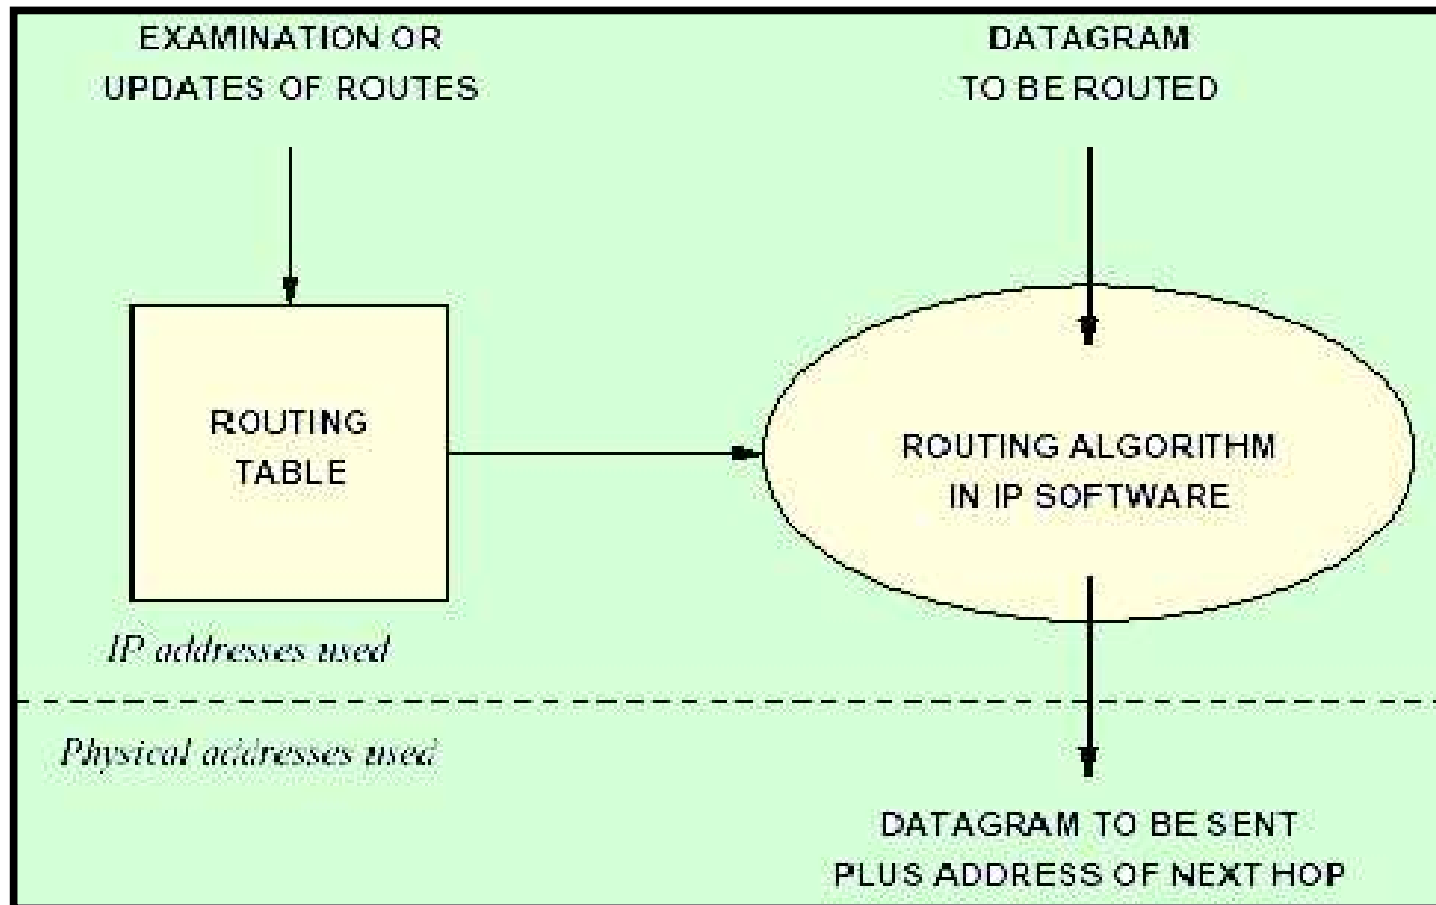 EXAMINATION OR
UPDATES OF ROUTES
DATAGRAM
TO BE ROUTED
ROUTING
TABLE
ROUTING ALGORITHM
IN IP SOFTWARE
IP addresses used
Physical addresses used
DATAGRAM TO BE SENT
PLUS ADDRESS OF NEXT HOP